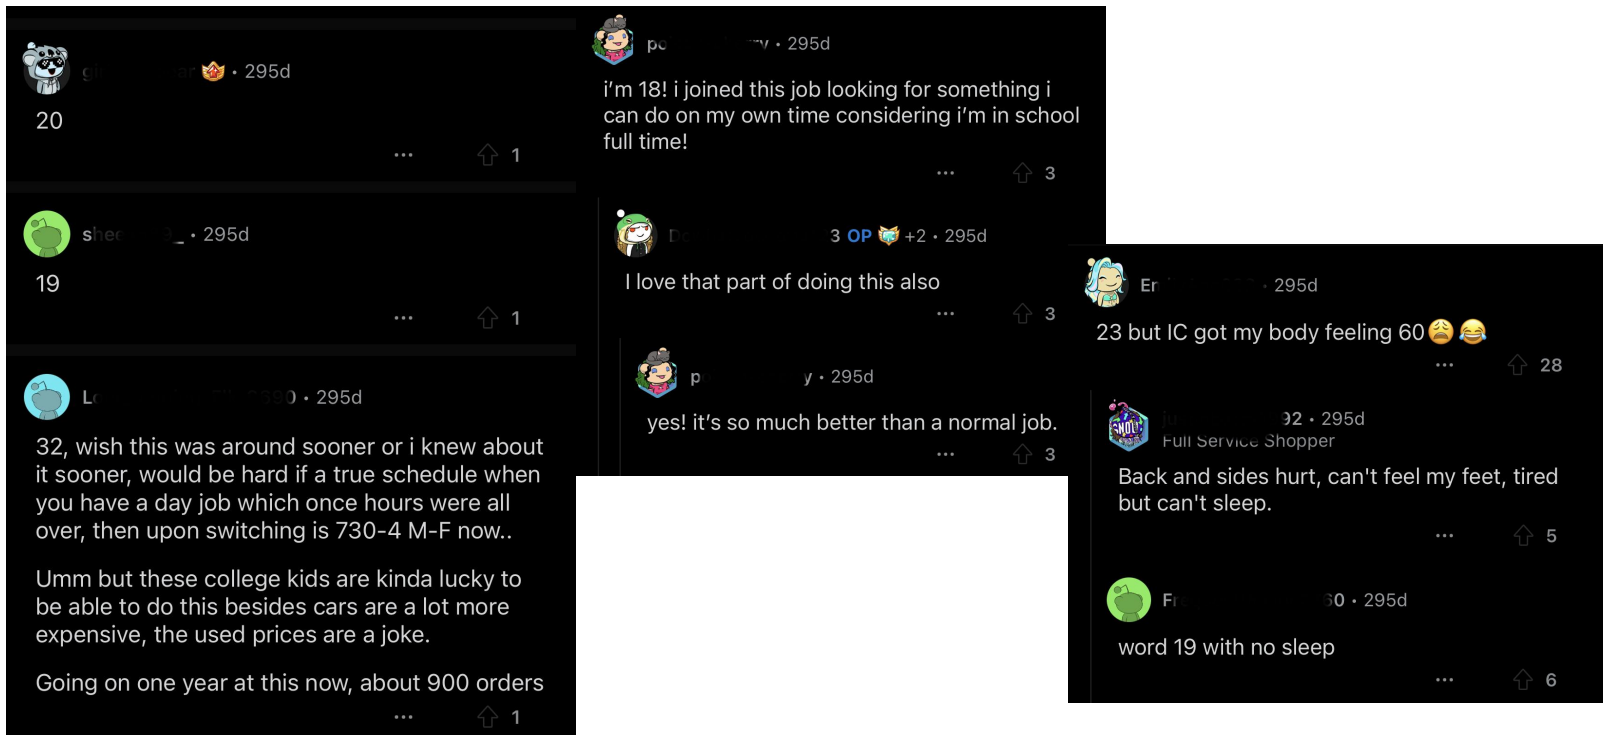 • 295d
20
... 1
• 295d
19
... 1
• 295d
32, wish this was around sooner or i knew about
it sooner, would be hard if a true schedule when
you have a day job which once hours were all
over, then upon switching is 730-4 M-F now..
Umm but these college kids are kinda lucky to
be able to do this besides cars are a lot more
expensive, the used prices are a joke.
Going on one year at this now, about 900 orders
... 1
• 295d
i’m 18! i joined this job looking for something i
can do on my own time considering i’m in school
full time!
... 3
3 OP +2 • 295d
I love that part of doing this also
... 3
y • 295d
yes! it’s so much better than a normal job.
... 3
Er • 295d
23 but IC got my body feeling 60😩😂
... 28
92 • 295d
Full Service Shopper
Back and sides hurt, can't feel my feet, tired
but can't sleep.
... 5
60 • 295d
word 19 with no sleep
... 6